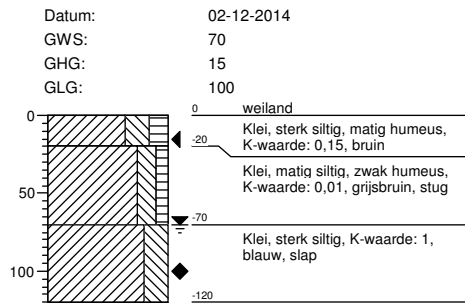 Datum: 02-12-2014
GWS: 70
GHG: 15
GLG: 100
0
0 weiland
Klei, sterk siltig, matig humeus,
K-waarde: 0,15, bruin
-20
Klei, matig siltig, zwak humeus,
K-waarde: 0,01, grijsbruin, stug
50
-70
Klei, sterk siltig, K-waarde: 1,
blauw, slap
100
-120